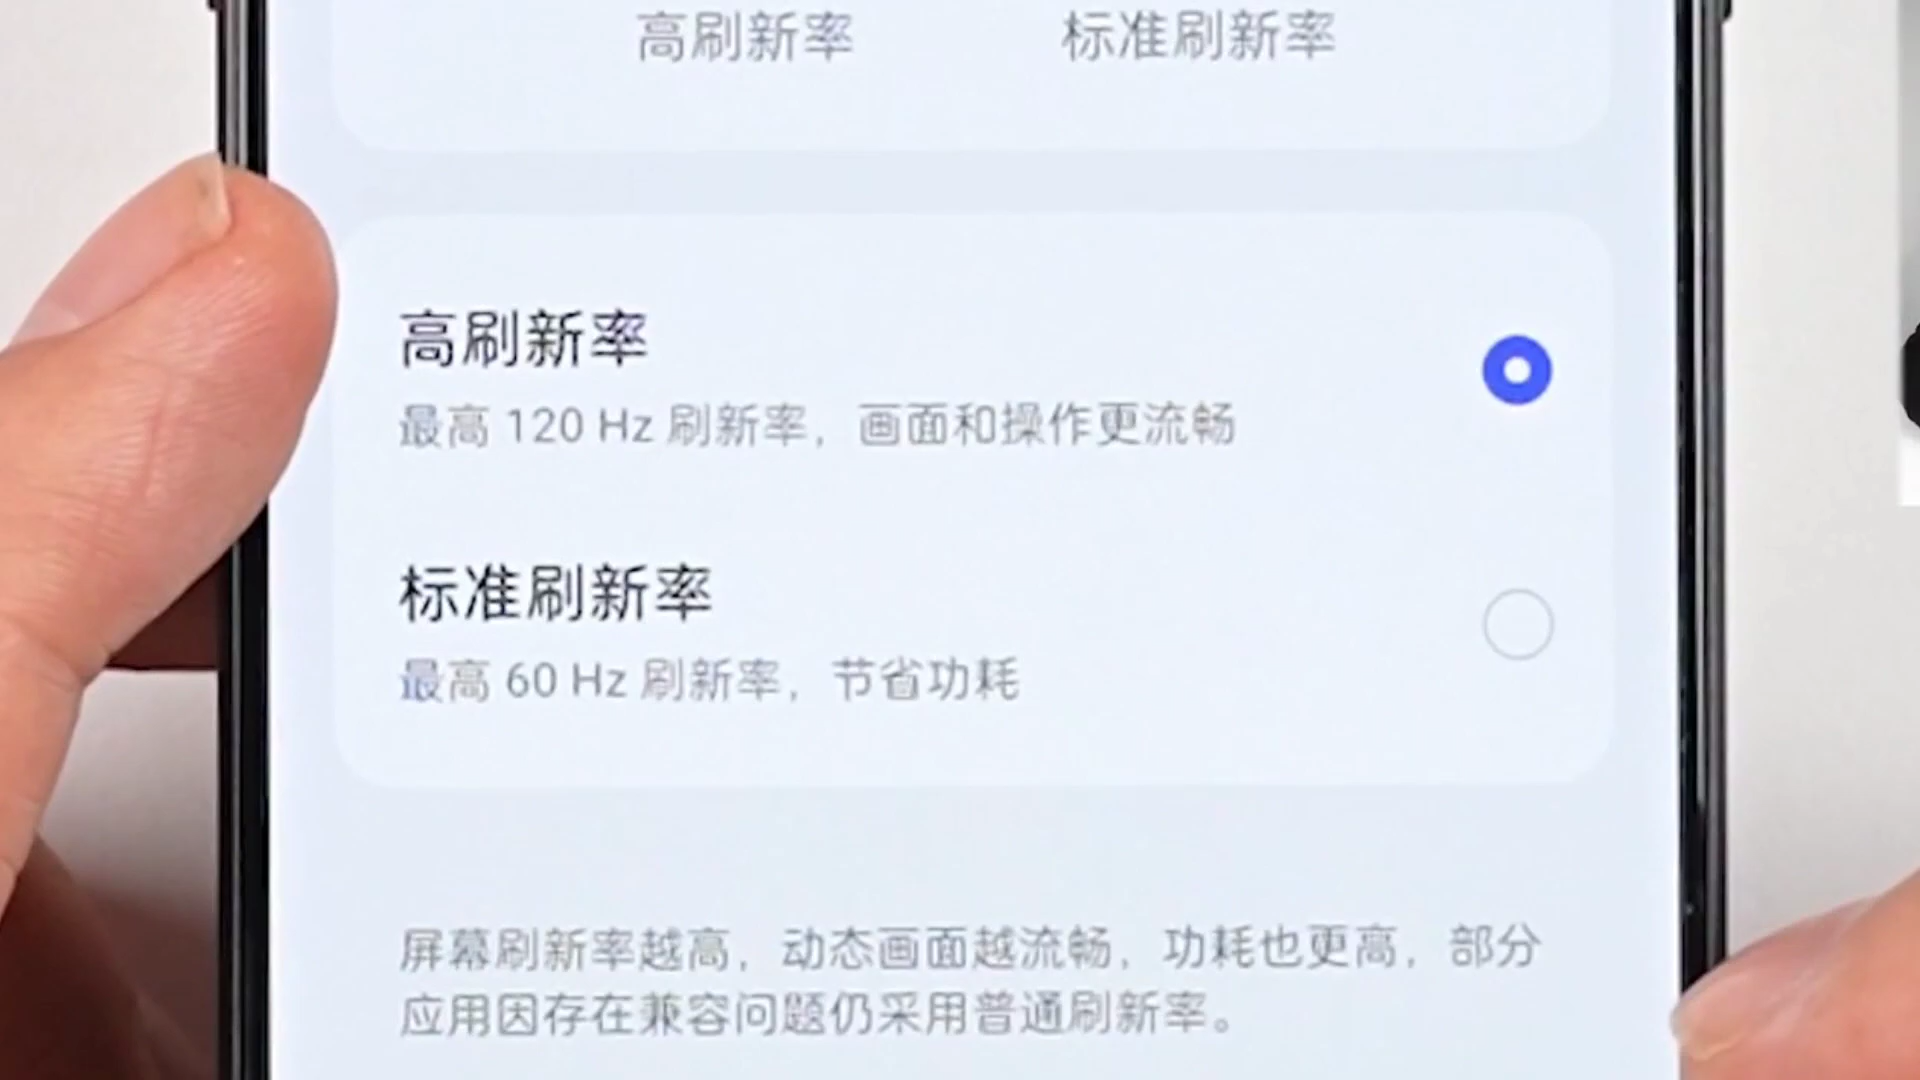 高刷新率 标准刷新率
高刷新率
最高 120 Hz 刷新率，画面和操作更流畅
标准刷新率
最高 60 Hz 刷新率，节省功耗
屏幕刷新率越高，动态画面越流畅，功耗也更高，部分
应用因存在兼容问题仍采用普通刷新率。